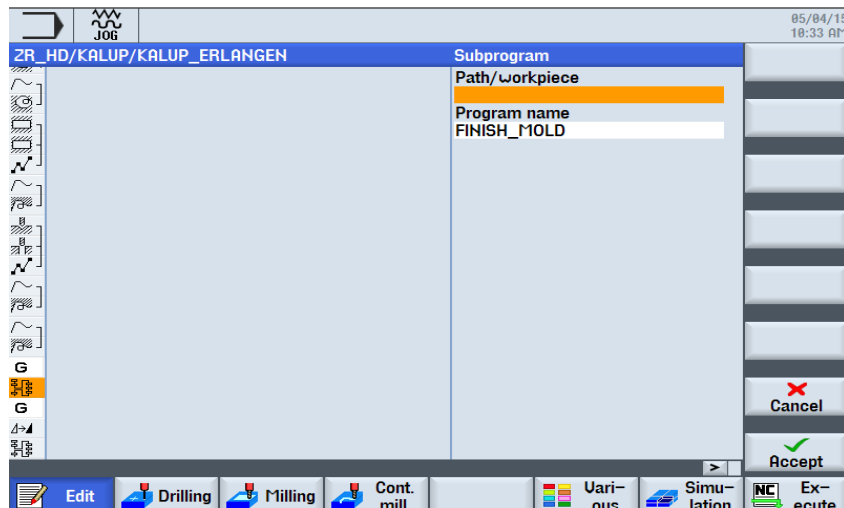 JOG
05/04/15
10:33 AM
ZR_HD/KALUP/KALUP_ERLANGEN
Subprogram
Path/workpiece
Program name
FINISH_MOLD
G
G
Cancel
>
Accept
Edit
Drilling
Milling
Cont.
mill
Vari-
ous
Simu-
lation
NC
Ex-
ecute